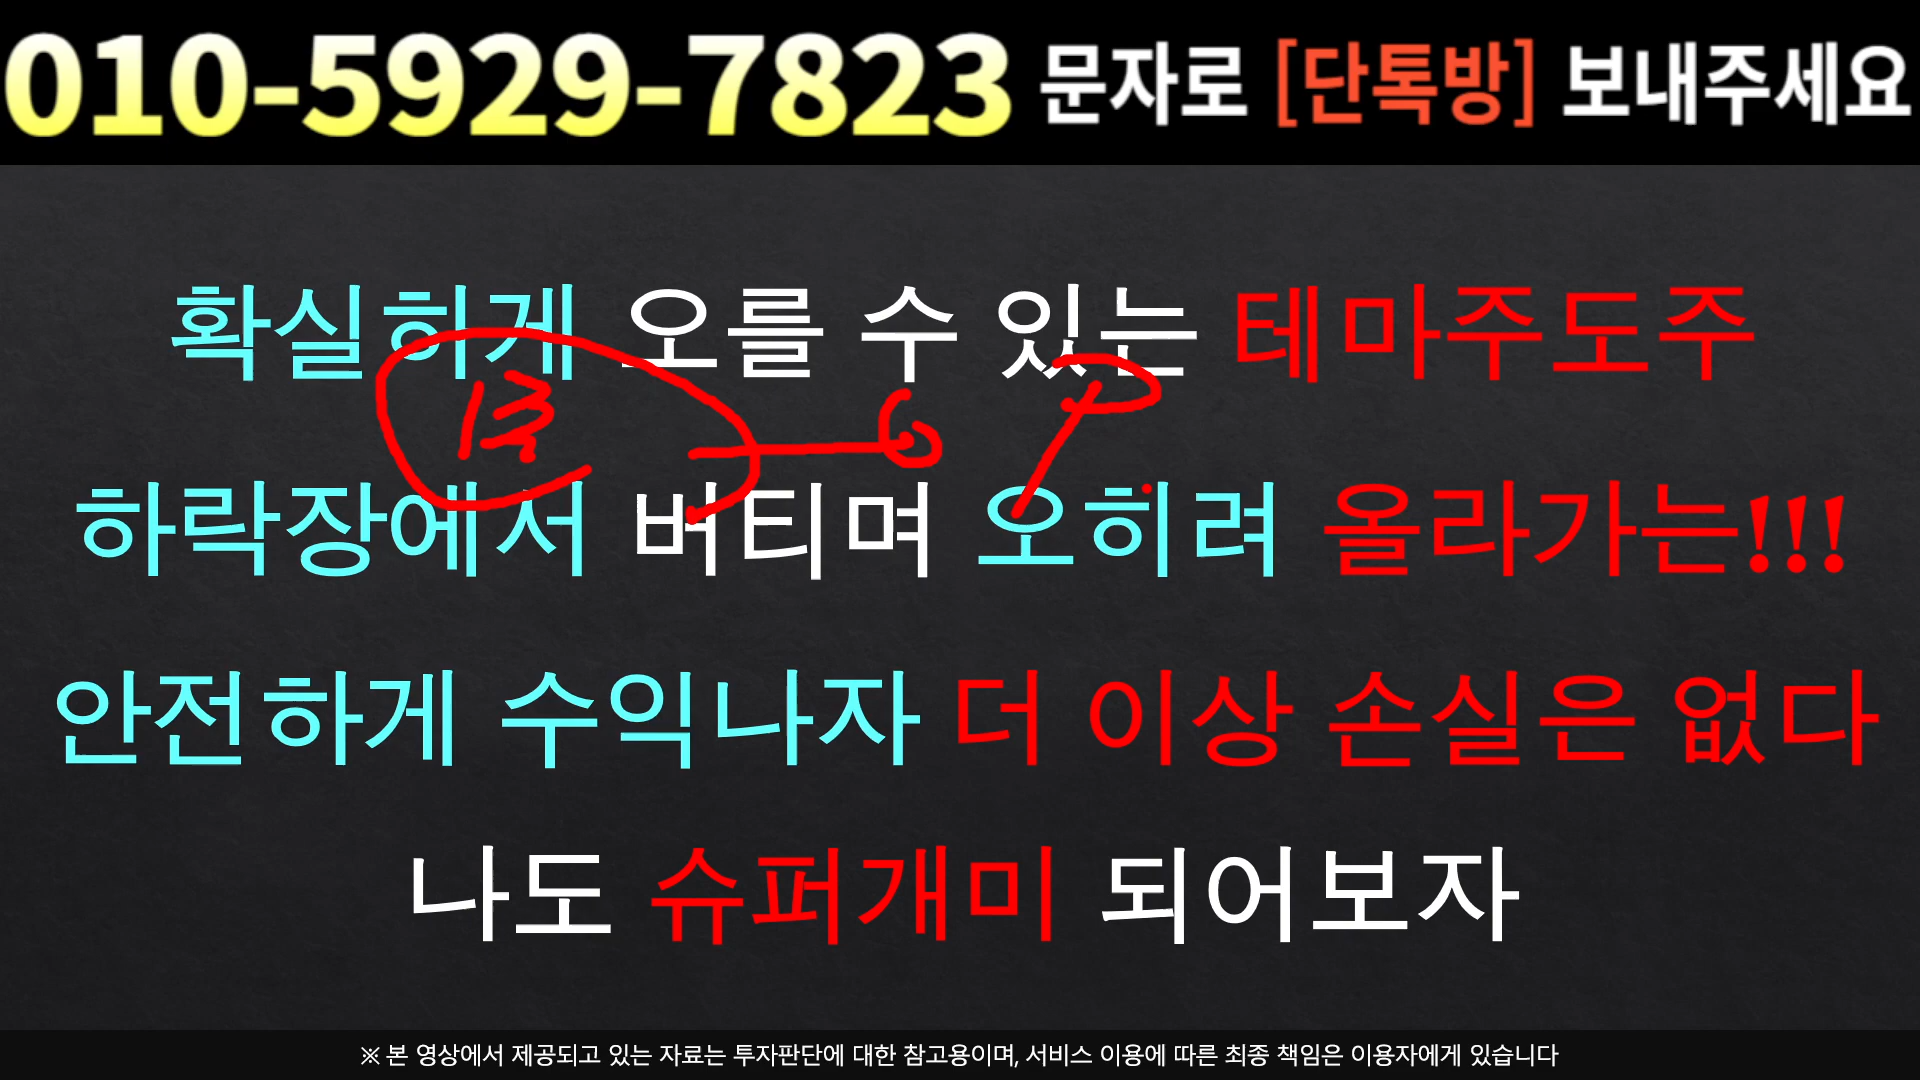 010-5929-7823 문자로 [단톡방] 보내주세요
확실하게 오를 수 있는 테마주도주
하락장에서 버티며 오히려 올라가는!!!
안전하게 수익나자 더 이상 손실은 없다
나도 슈퍼개미 되어보자
※ 본 영상에서 제공되고 있는 자료는 투자판단에 대한 참고용이며, 서비스 이용에 따른 최종 책임은 이용자에게 있습니다